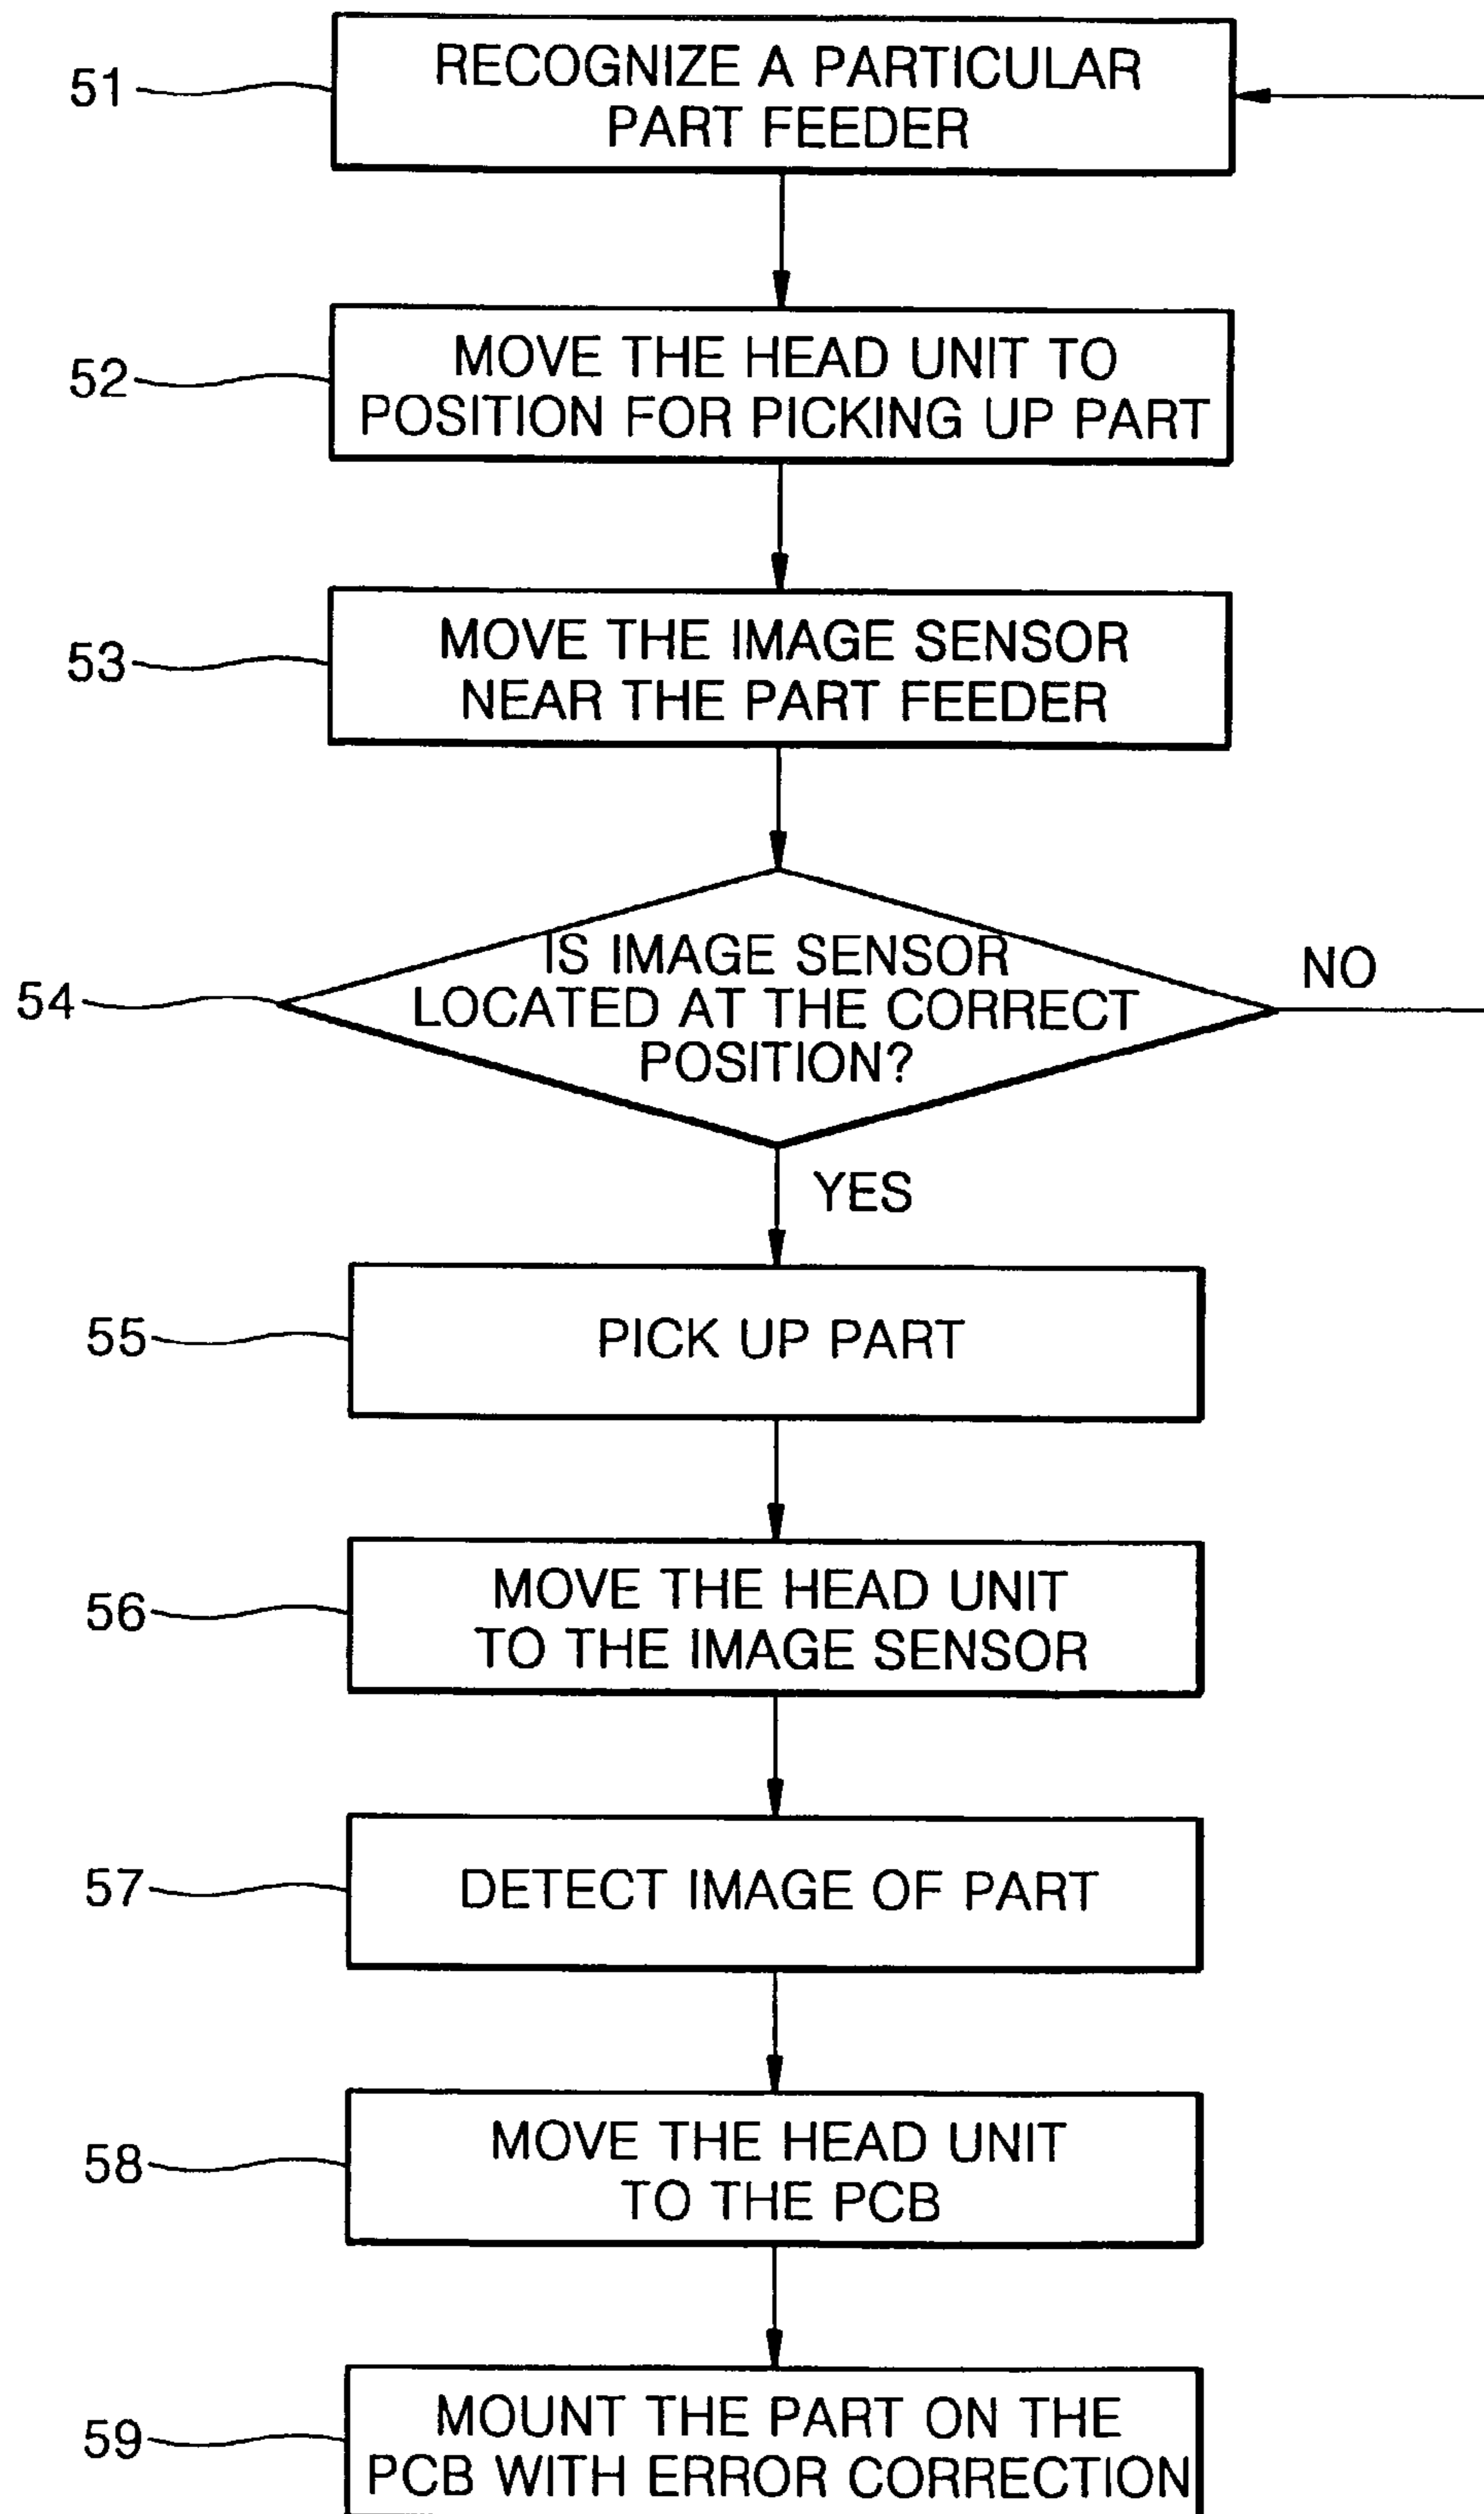 51
RECOGNIZE A PARTICULAR
PART FEEDER
52
MOVE THE HEAD UNIT TO
POSITION FOR PICKING UP PART
53
MOVE THE IMAGE SENSOR
NEAR THE PART FEEDER
54
IS IMAGE SENSOR
LOCATED AT THE CORRECT
POSITION?
NO
YES
55
PICK UP PART
56
MOVE THE HEAD UNIT
TO THE IMAGE SENSOR
57
DETECT IMAGE OF PART
58
MOVE THE HEAD UNIT
TO THE PCB
59
MOUNT THE PART ON THE
PCB WITH ERROR CORRECTION